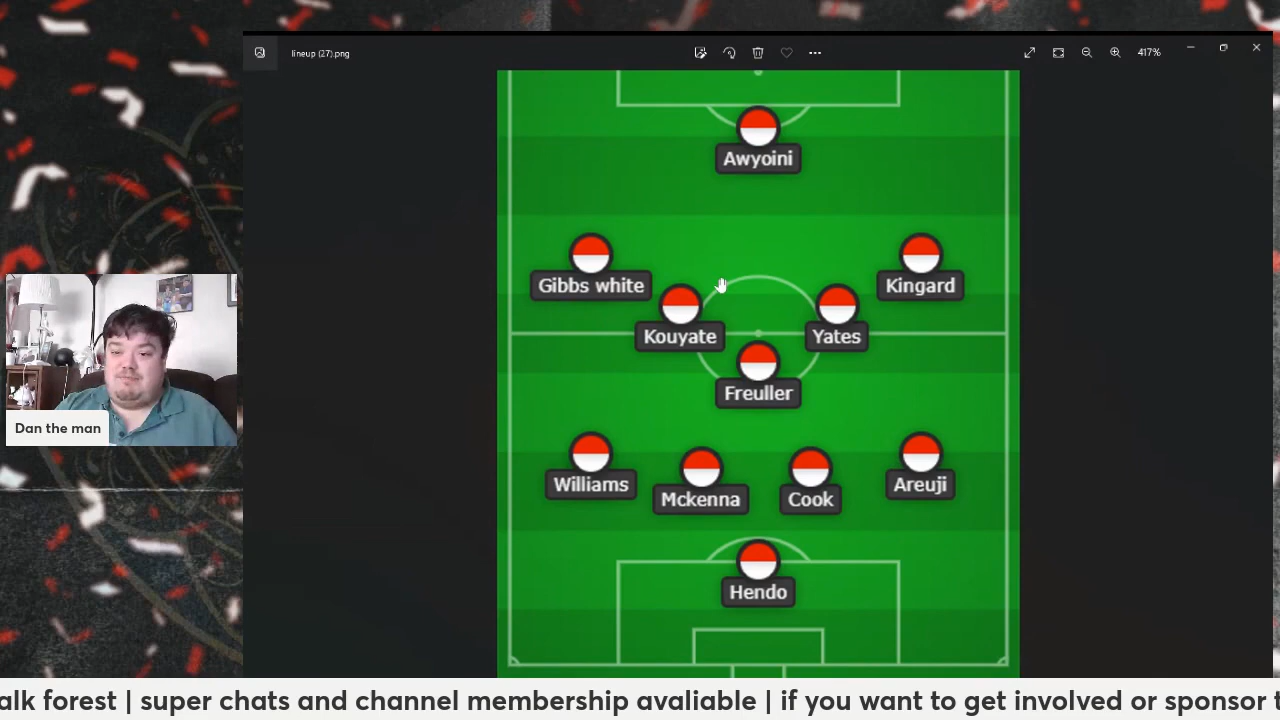 lineup (27).png
417%
Awyoini
Gibbs white
Kingard
Kouyate
Yates
Freuller
Williams
Mckenna
Cook
Areuji
Hendo
Dan the man
alk forest | super chats and channel membership avaliable | if you want to get involved or sponsor t